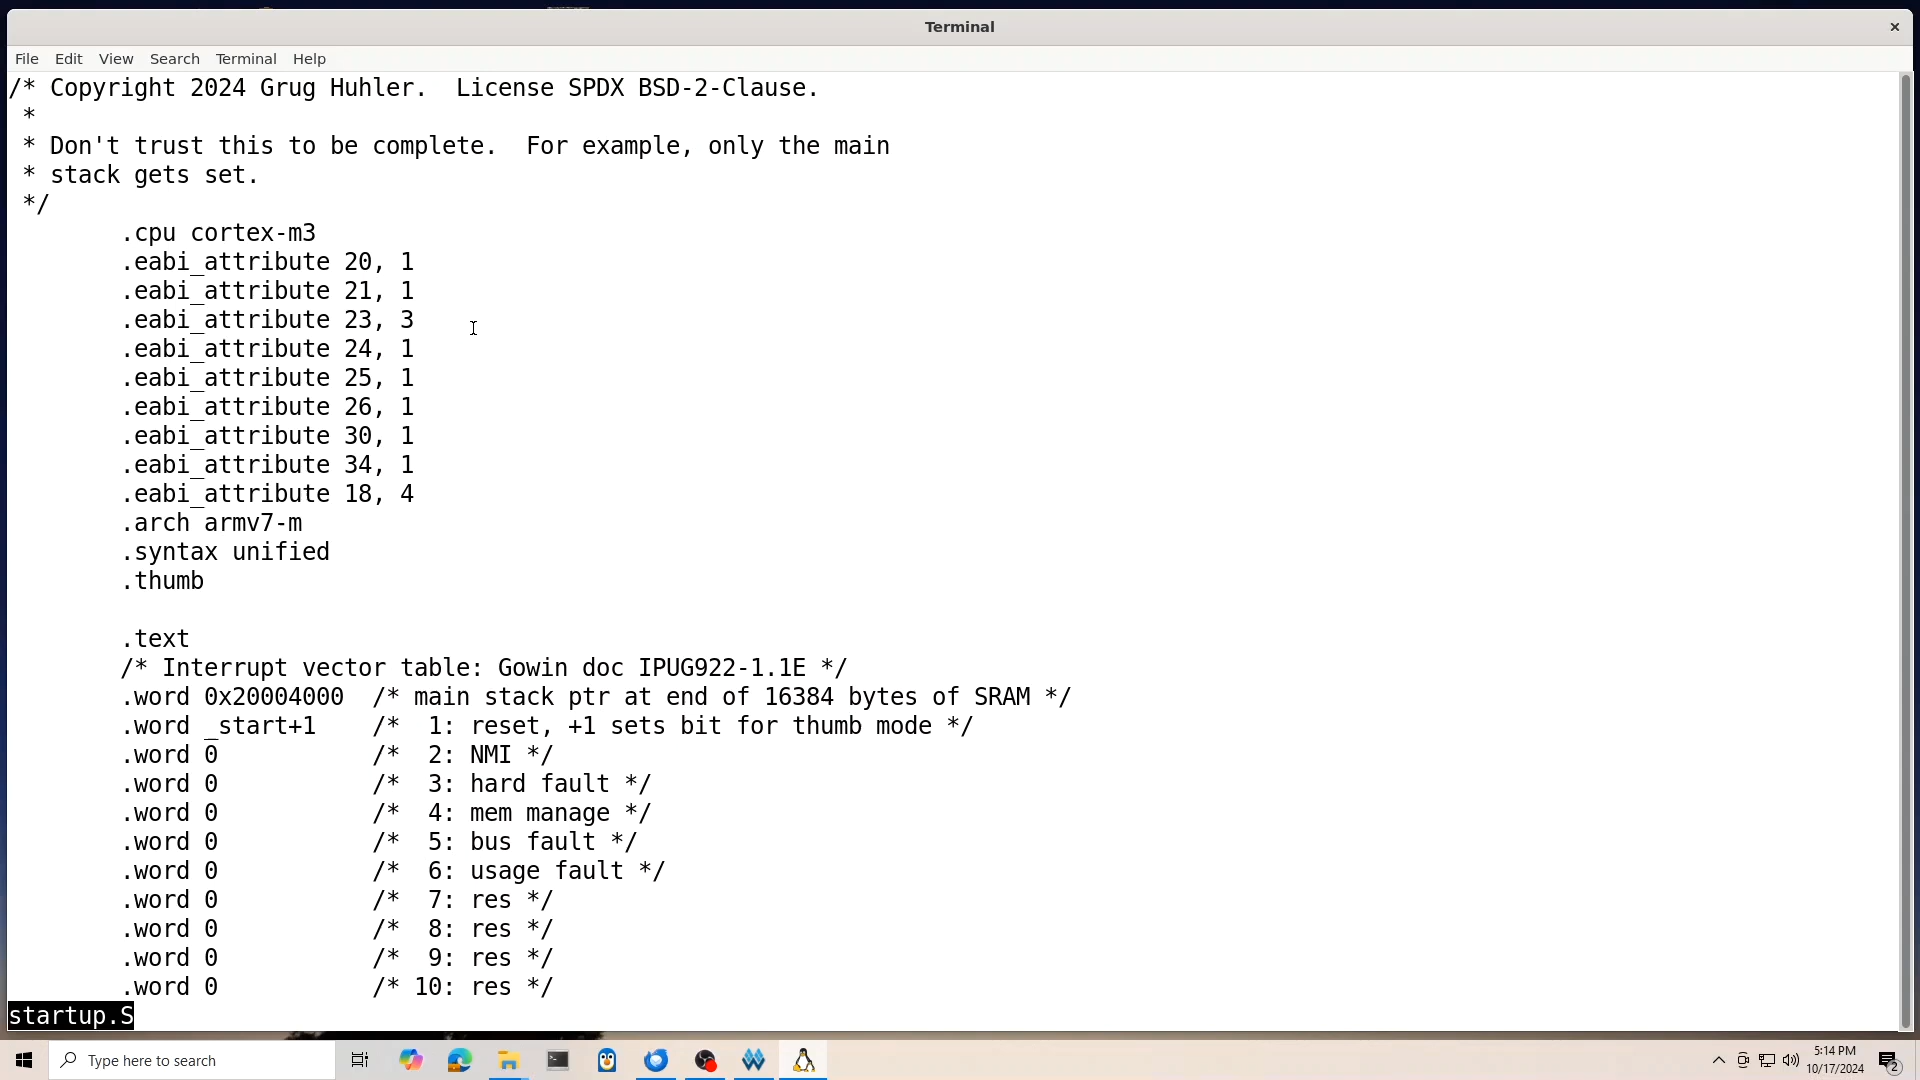 Terminal
File Edit View Search Terminal Help
/* Copyright 2024 Grug Huhler.  License SPDX BSD-2-Clause.
 *
 * Don't trust this to be complete.  For example, only the main
 * stack gets set.
 */
        .cpu cortex-m3
        .eabi_attribute 20, 1
        .eabi_attribute 21, 1
        .eabi_attribute 23, 3
        .eabi_attribute 24, 1
        .eabi_attribute 25, 1
        .eabi_attribute 26, 1
        .eabi_attribute 30, 1
        .eabi_attribute 34, 1
        .eabi_attribute 18, 4
        .arch armv7-m
        .syntax unified
        .thumb

        .text
        /* Interrupt vector table: Gowin doc IPUG922-1.1E */
        .word 0x20004000  /* main stack ptr at end of 16384 bytes of SRAM */
        .word _start+1    /*  1: reset, +1 sets bit for thumb mode */
        .word 0           /*  2: NMI */
        .word 0           /*  3: hard fault */
        .word 0           /*  4: mem manage */
        .word 0           /*  5: bus fault */
        .word 0           /*  6: usage fault */
        .word 0           /*  7: res */
        .word 0           /*  8: res */
        .word 0           /*  9: res */
        .word 0           /* 10: res */
startup.S
Type here to search
5:14 PM
10/17/2024
2